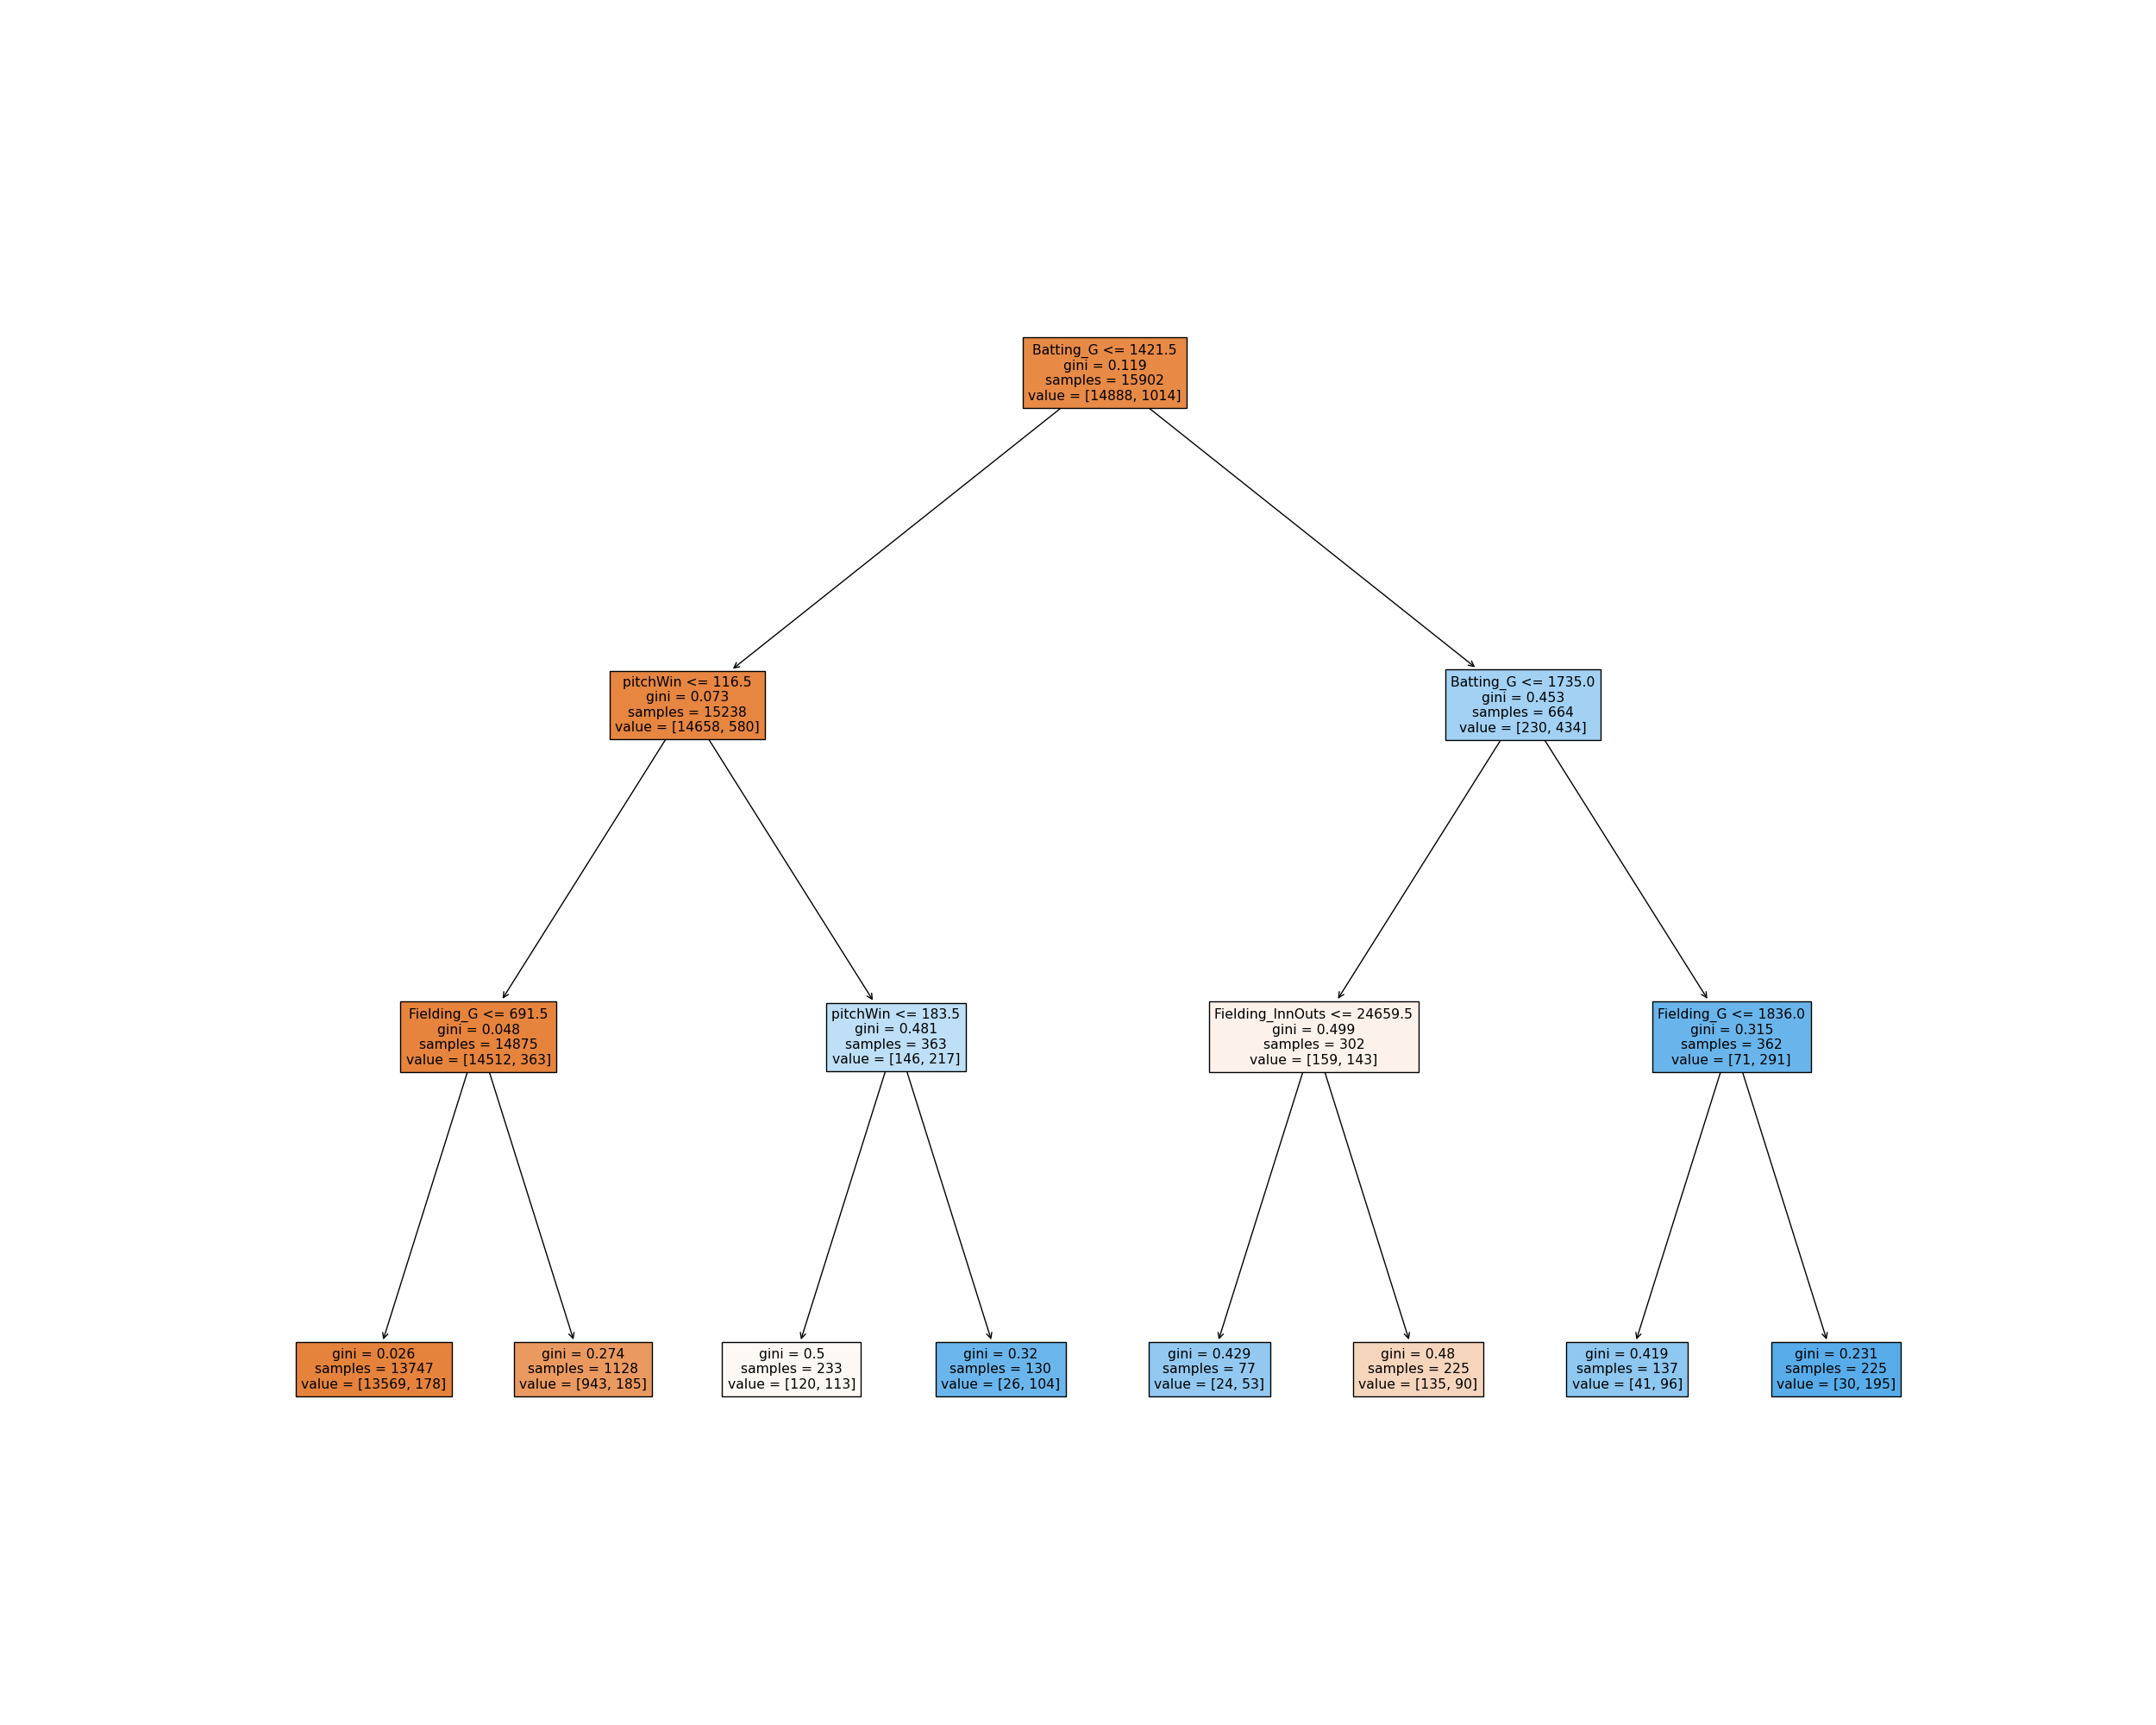 Batting_G <= 1421.5
gini = 0.119
samples = 15902
value = [14888, 1014]
pitchWin <= 116.5
gini = 0.073
samples = 15238
value = [14658, 580]
Batting_G <= 1735.0
gini = 0.453
samples = 664
value = [230, 434]
Fielding_G <= 691.5
gini = 0.048
samples = 14875
value = [14512, 363]
pitchWin <= 183.5
gini = 0.481
samples = 363
value = [146, 217]
Fielding_InnOuts <= 24659.5
gini = 0.499
samples = 302
value = [159, 143]
Fielding_G <= 1836.0
gini = 0.315
samples = 362
value = [71, 291]
gini = 0.026
samples = 13747
value = [13569, 178]
gini = 0.274
samples = 1128
value = [943, 185]
gini = 0.5
samples = 233
value = [120, 113]
gini = 0.32
samples = 130
value = [26, 104]
gini = 0.429
samples = 77
value = [24, 53]
gini = 0.48
samples = 225
value = [135, 90]
gini = 0.419
samples = 137
value = [41, 96]
gini = 0.231
samples = 225
value = [30, 195]